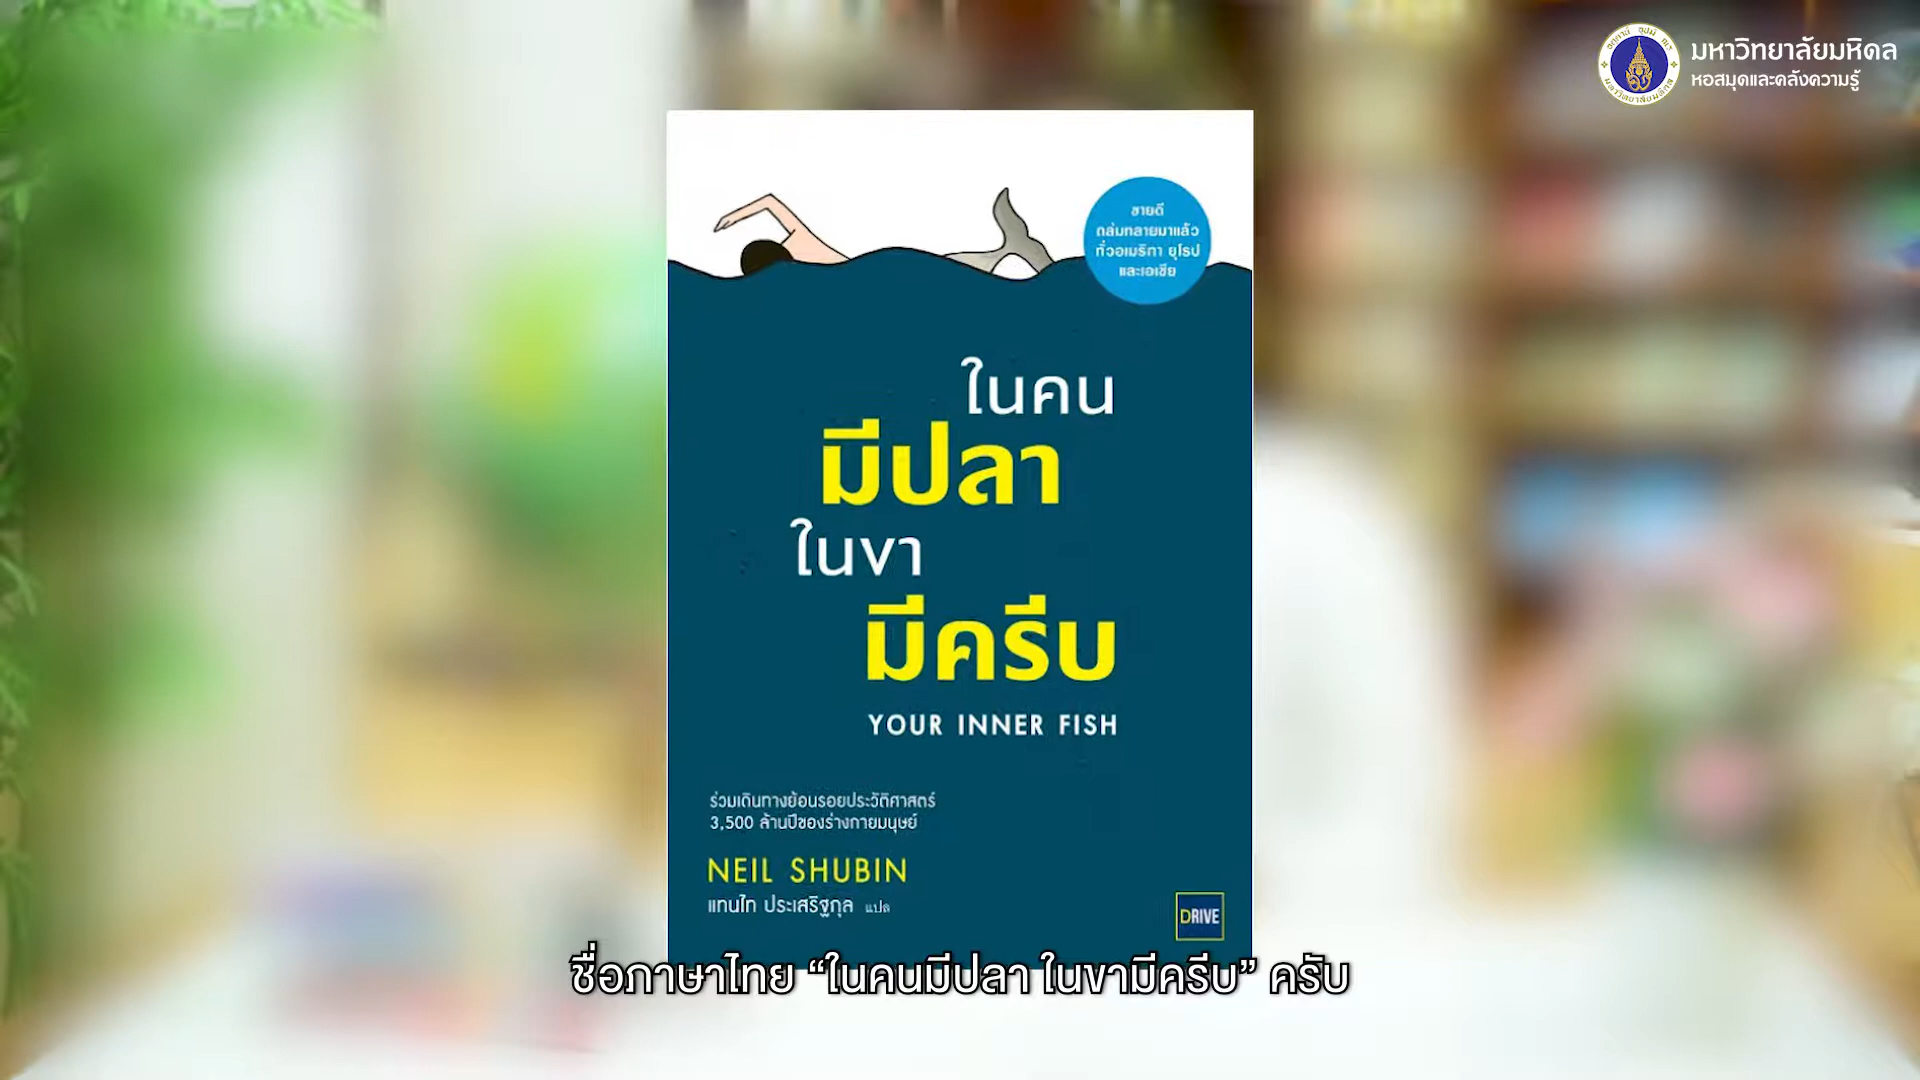 มหาวิทยาลัยมหิดล
หอสมุดและคลังความรู้
ขายดี
ถล่มทลายมาแล้ว
ทั่วอเมริกา ยุโรป
และเอเชีย
ในคน
มีปลา
ในขา
มีครีบ
YOUR INNER FISH
ร่วมเดินทางย้อนรอยประวัติศาสตร์
3,500 ล้านปีของร่างกายมนุษย์
NEIL SHUBIN
แทนไท ประเสริฐกุล แปล
DRIVE
ชื่อภาษาไทย “ในคนมีปลา ในขามีครีบ” ครับ